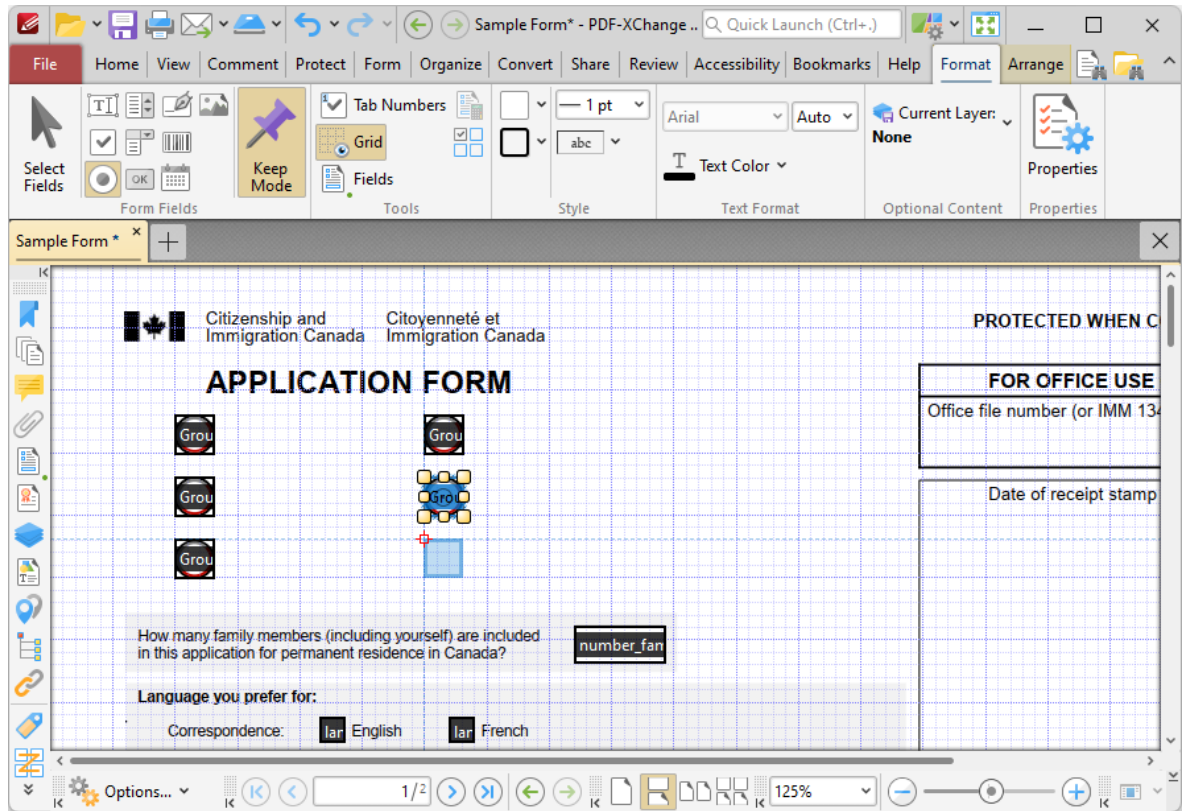 Sample Form* - PDF-XChange ..
Quick Launch (Ctrl+.)
File
Home
View
Comment
Protect
Form
Organize
Convert
Share
Review
Accessibility
Bookmarks
Help
Format
Arrange
Select
Fields
OK
Keep
Mode
Form Fields
Tab Numbers
Grid
Fields
Tools
1 pt
abc
Style
Arial
Auto
T Text Color
Text Format
Current Layer:
None
Optional Content
Properties
Properties
Sample Form *
Citizenship and
Immigration Canada
Citoyenneté et
Immigration Canada
PROTECTED WHEN C
APPLICATION FORM
FOR OFFICE USE
Office file number (or IMM 134
Grou
Grou
Grou
Grou
Date of receipt stamp
Grou
How many family members (including yourself) are included
in this application for permanent residence in Canada?
number_fan
Language you prefer for:
Correspondence:
lar English
lar French
Options...
1/2
125%